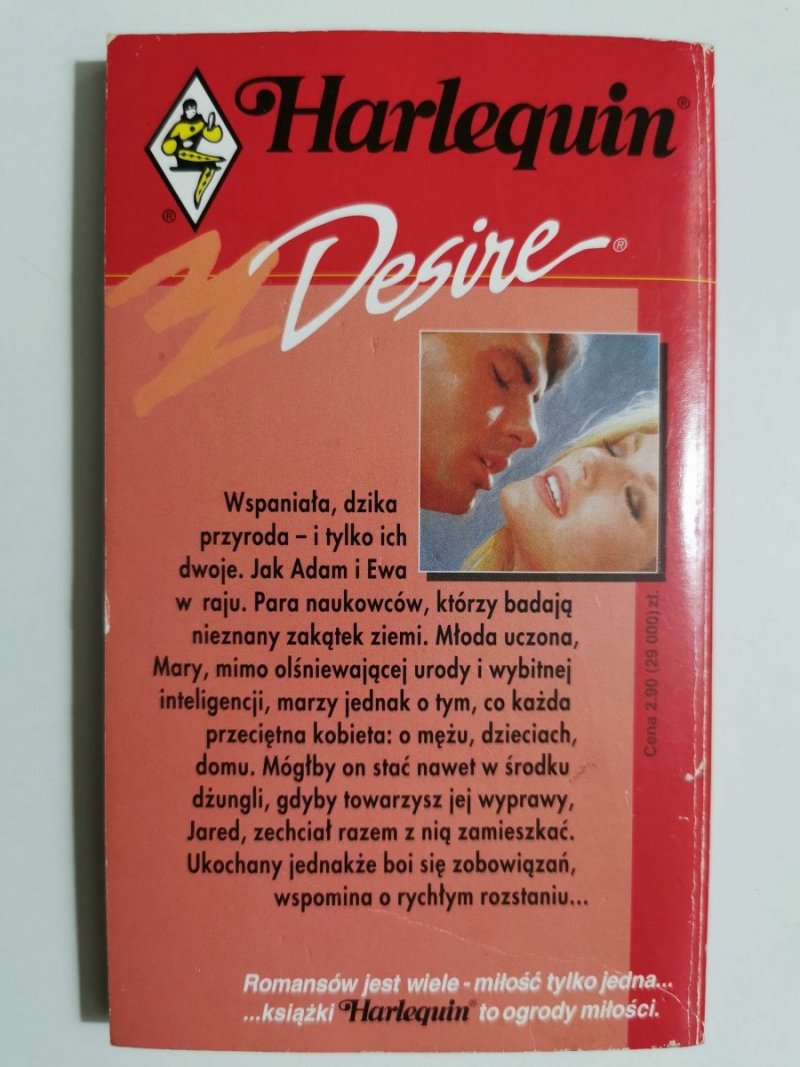 Harlequin®
®
Desire®
Wspaniała, dzika
przyroda – i tylko ich
dwoje. Jak Adam i Ewa
w raju. Para naukowców, którzy badają
nieznany zakątek ziemi. Młoda uczona,
Mary, mimo olśniewającej urody i wybitnej
inteligencji, marzy jednak o tym, co każda
przeciętna kobieta: o mężu, dzieciach,
domu. Mógłby on stać nawet w środku
dżungli, gdyby towarzysz jej wyprawy,
Jared, zechciał razem z nią zamieszkać.
Ukochany jednakże boi się zobowiązań,
wspomina o rychłym rozstaniu...
Cena 2.90 (29 000) zł.
Romansów jest wiele - miłość tylko jedna...
...książki Harlequin® to ogrody miłości.